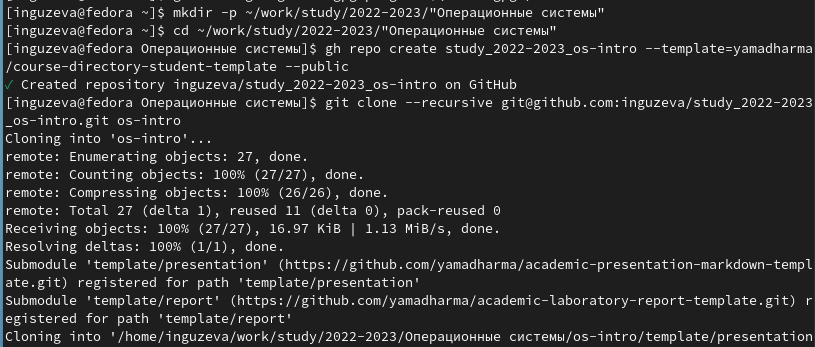 [inguzeva@fedora ~]$ mkdir -p ~/work/study/2022-2023/"Операционные системы"
[inguzeva@fedora ~]$ cd ~/work/study/2022-2023/"Операционные системы"
[inguzeva@fedora Операционные системы]$ gh repo create study_2022-2023_os-intro --template=yamadharma
/course-directory-student-template --public
✓ Created repository inguzeva/study_2022-2023_os-intro on GitHub
[inguzeva@fedora Операционные системы]$ git clone --recursive git@github.com:inguzeva/study_2022-2023
_os-intro.git os-intro
Cloning into 'os-intro'...
remote: Enumerating objects: 27, done.
remote: Counting objects: 100% (27/27), done.
remote: Compressing objects: 100% (26/26), done.
remote: Total 27 (delta 1), reused 11 (delta 0), pack-reused 0
Receiving objects: 100% (27/27), 16.97 KiB | 1.13 MiB/s, done.
Resolving deltas: 100% (1/1), done.
Submodule 'template/presentation' (https://github.com/yamadharma/academic-presentation-markdown-templ
ate.git) registered for path 'template/presentation'
Submodule 'template/report' (https://github.com/yamadharma/academic-laboratory-report-template.git) r
egistered for path 'template/report'
Cloning into '/home/inguzeva/work/study/2022-2023/Операционные системы/os-intro/template/presentation